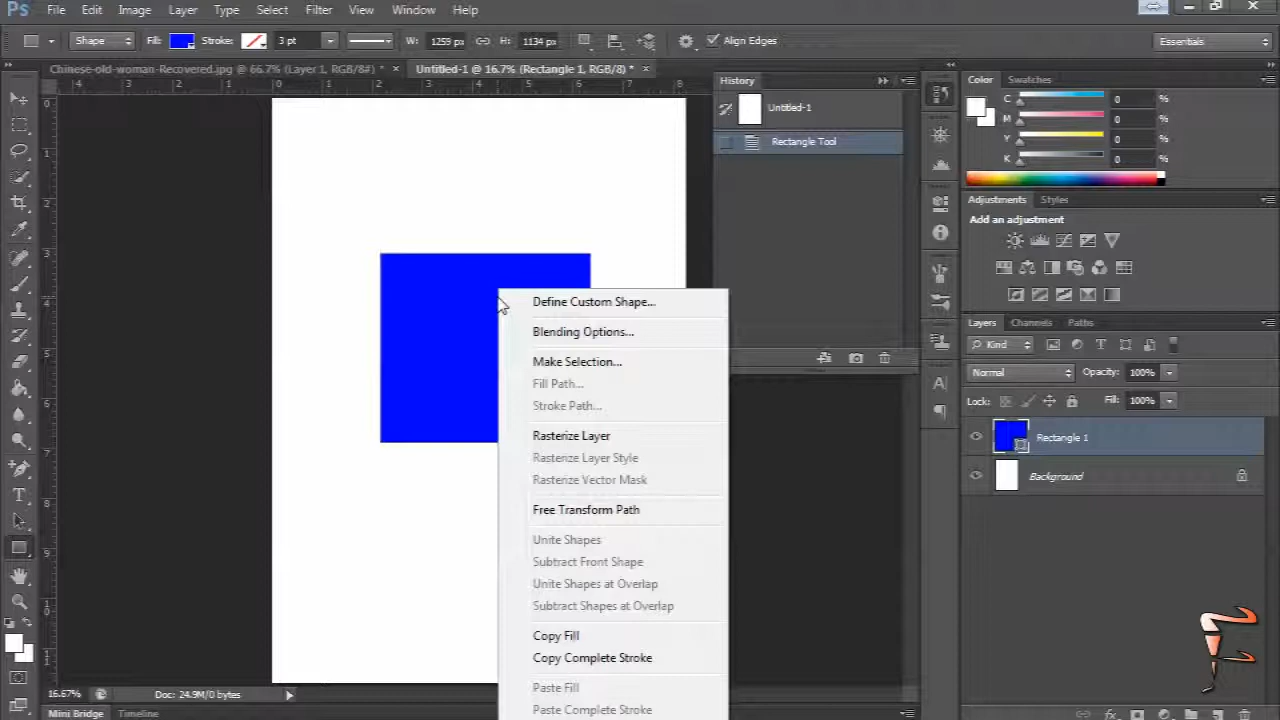 Ps File Edit Image Layer Type Select Filter View Window Help
Shape Fill: Stroke: 3 pt W: 1259 px H: 1134 px Align Edges Essentials
Chinese-old-woman-Recovered.jpg @ 66.7% (Layer 1, RGB/8#) * × Untitled-1 @ 16.7% (Rectangle 1, RGB/8) * ×
History
Untitled-1
Rectangle Tool
Color Swatches
C 0 %
M 0 %
Y 0 %
K 0 %
Adjustments Styles
Add an adjustment
Define Custom Shape...
Blending Options...
Make Selection...
Fill Path...
Stroke Path...
Rasterize Layer
Rasterize Layer Style
Rasterize Vector Mask
Free Transform Path
Unite Shapes
Subtract Front Shape
Unite Shapes at Overlap
Subtract Shapes at Overlap
Copy Fill
Copy Complete Stroke
Paste Fill
Paste Complete Stroke
Layers Channels Paths
Kind
Normal Opacity: 100%
Lock: Fill: 100%
Rectangle 1
Background
16.67% Doc: 24.9M/0 bytes
Mini Bridge Timeline